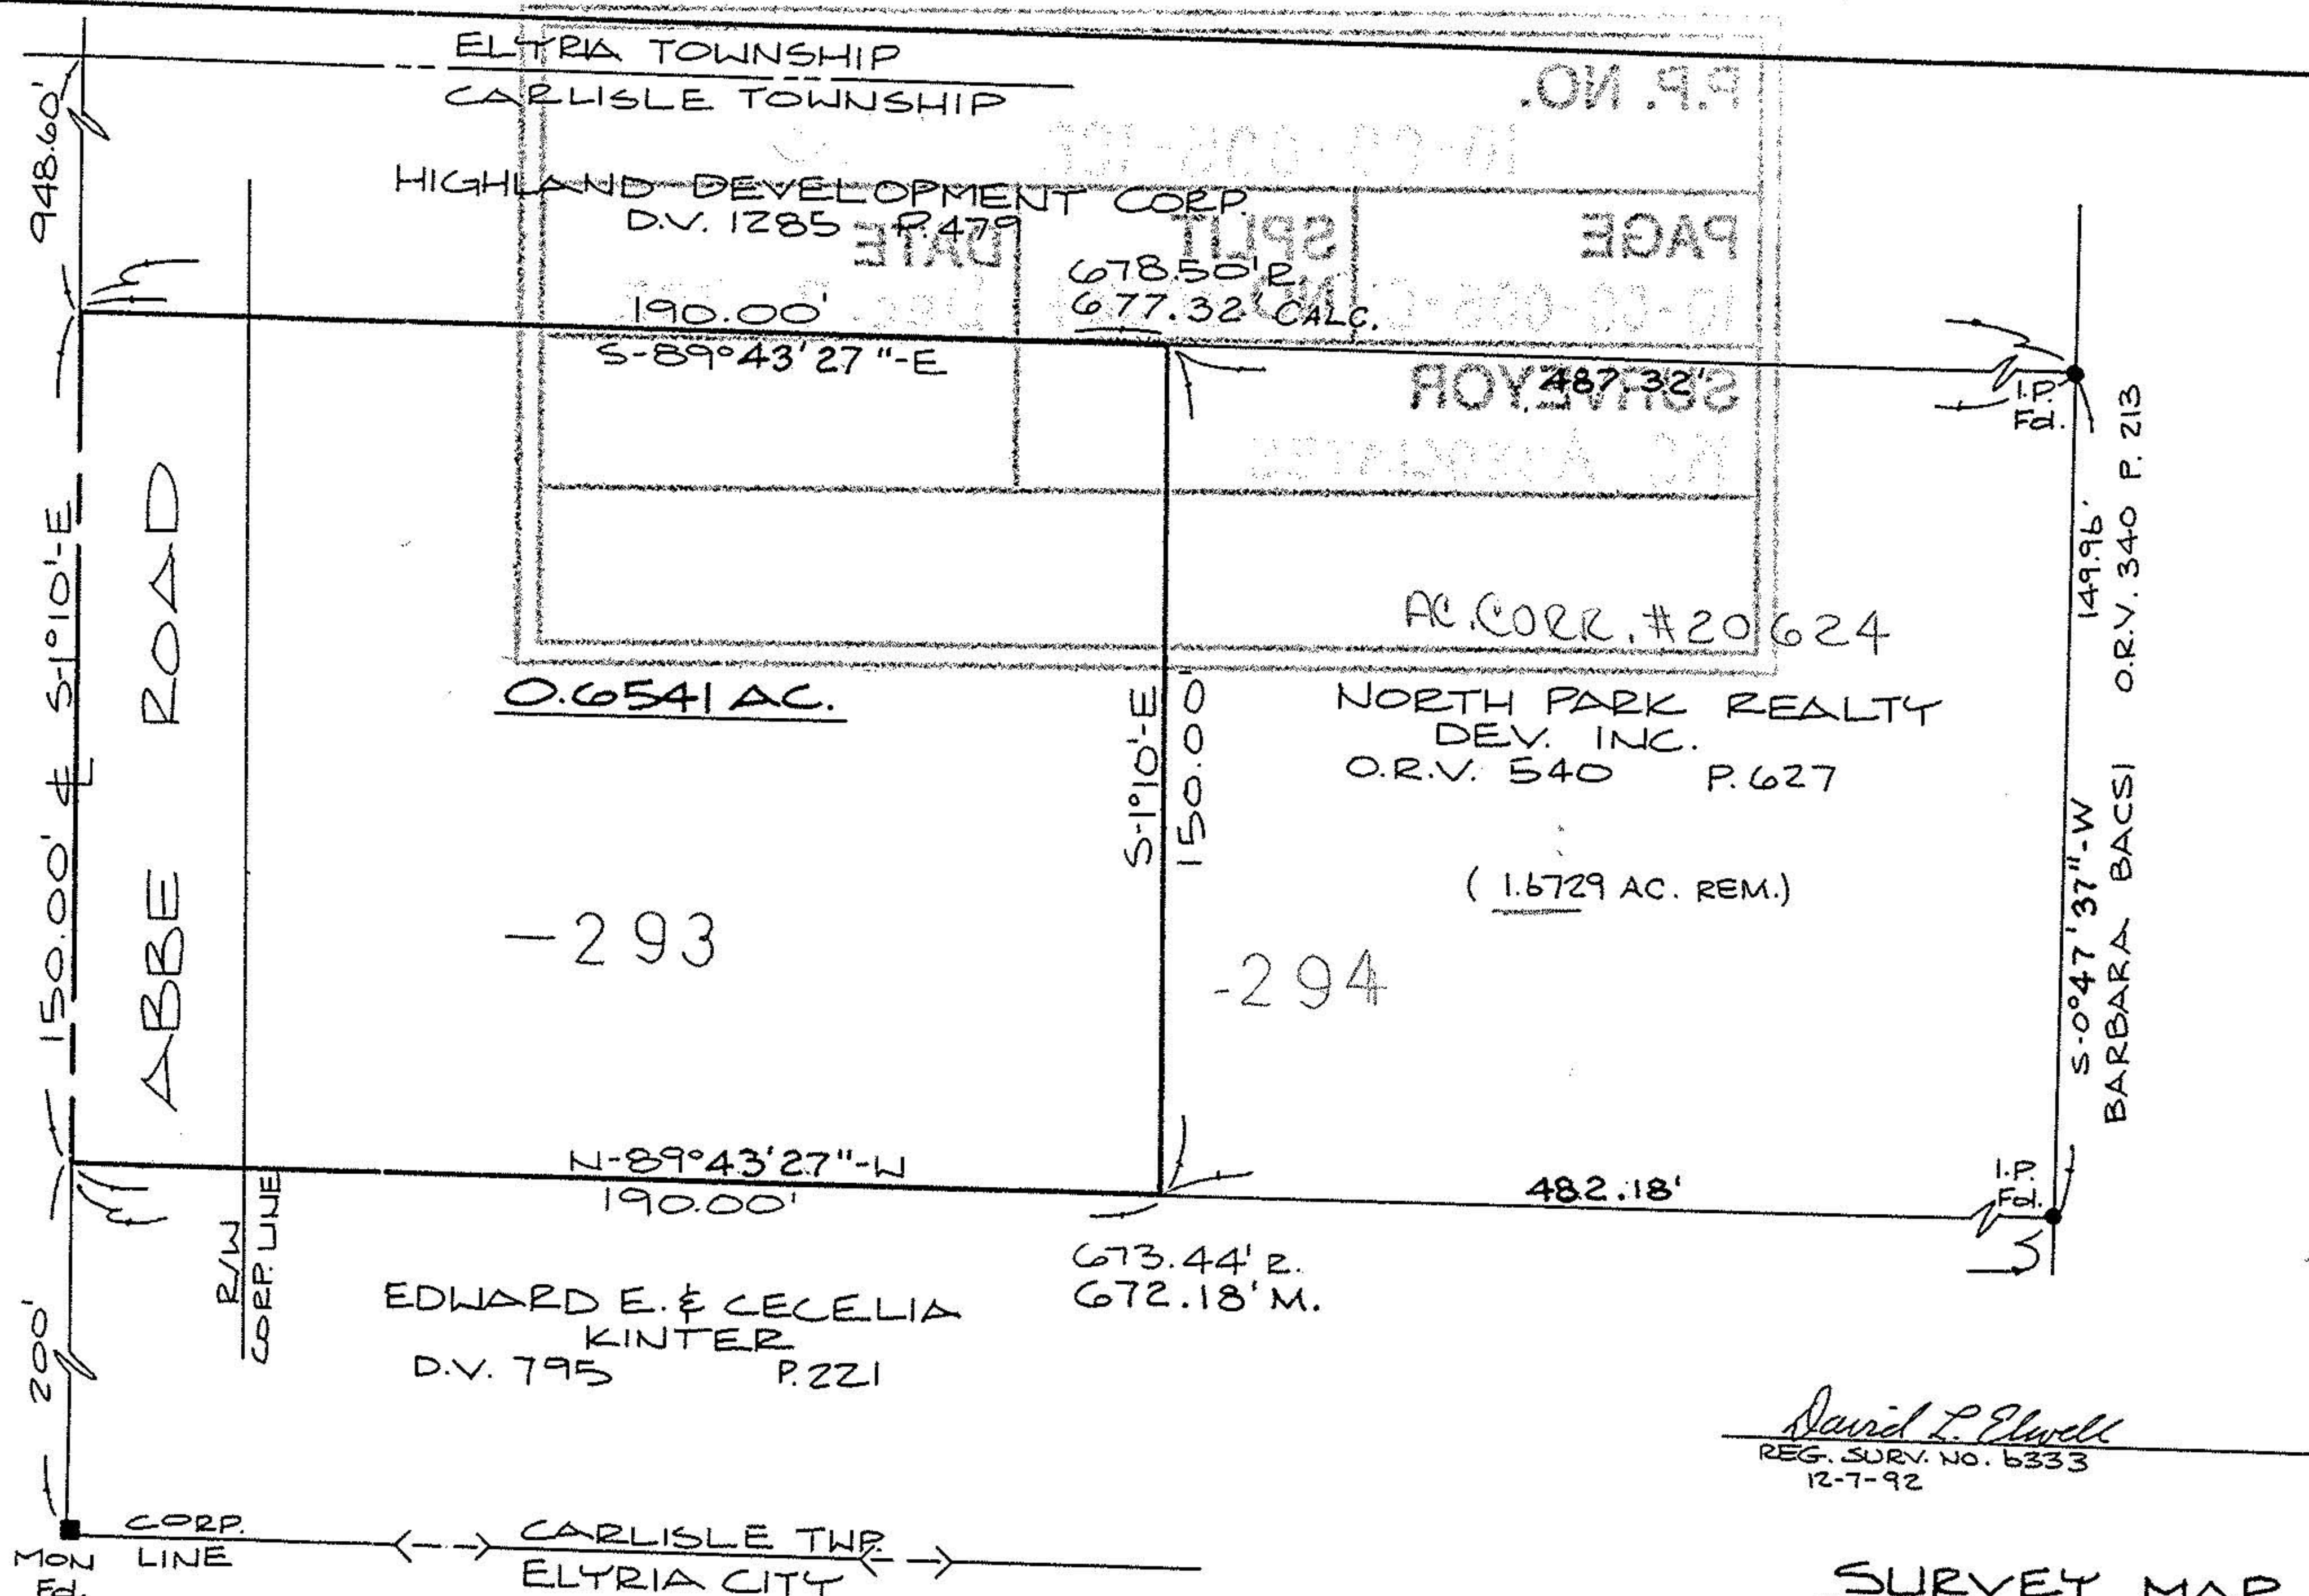 ELYRIA TOWNSHIP
CARLISLE TOWNSHIP
P.P. NO.
948.60'
HIGHLAND DEVELOPMENT CORP.
D.V. 1285 P.479
DATE
SPLIT
NO.
PAGE
678.50' R.
677.32' CALC.
190.00'
S-89°43'27"-E
487.32'
SURVEYOR
I.P.
Fd.
149.96'
O.R.V. 340 P. 213
AC. CORR. #20624
150.00' ℄ S-1°10'-E
ABBE ROAD
0.6541 AC.
S-1°10'-E
150.00'
NORTH PARK REALTY
DEV. INC.
O.R.V. 540 P. 627
(1.6729 AC. REM.)
S-0°47'37"-W
BARBARA BACSI
-293
-294
N-89°43'27"-W
190.00'
482.18'
I.P.
Fd.
R/W
CORP. LINE
673.44' R.
672.18' M.
EDWARD E. & CECELIA
KINTER
D.V. 795 P. 221
200'
David L. Elwell
REG. SURV. NO. 6333
12-7-92
CORP.
LINE
CARLISLE TWP.
ELYRIA CITY
MON
Fd.
SURVEY MAP